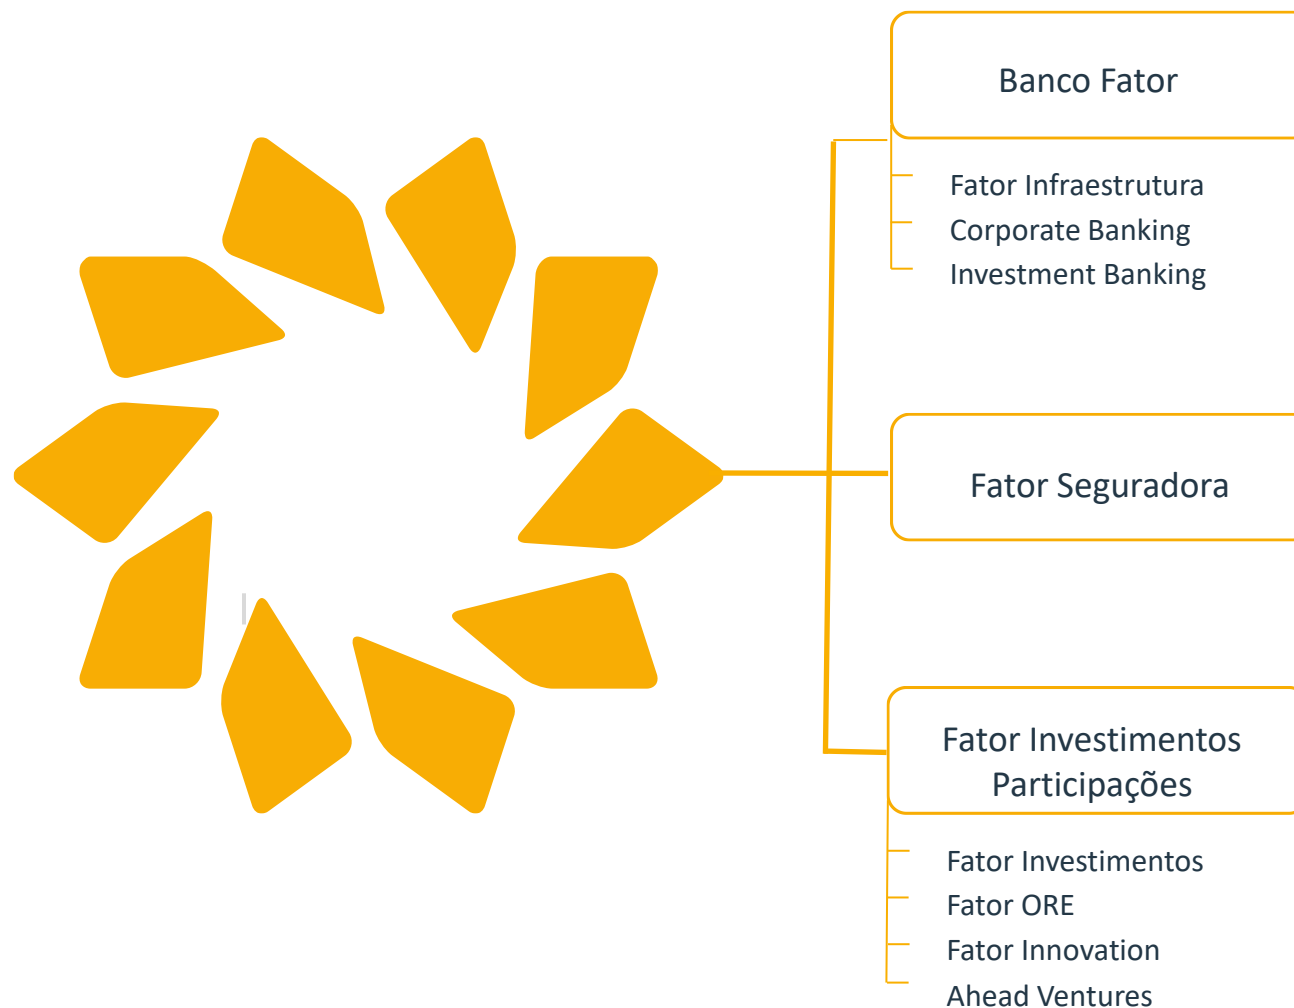 Banco Fator
Fator Infraestrutura
Corporate Banking
Investment Banking
Fator Seguradora
Fator Investimentos
Participações
Fator Investimentos
Fator ORE
Fator Innovation
Ahead Ventures